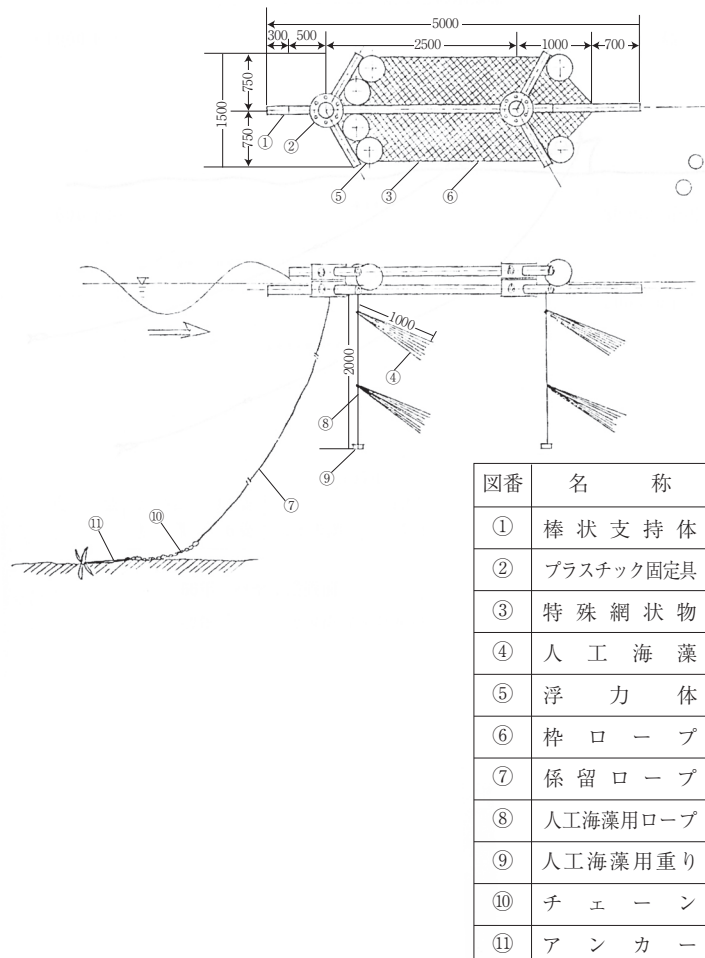 5000
300 500 2500 1000 700
1500 750
750
① ②
⑤ ③ ⑥
1000
2000
④
⑧
⑨
⑦
⑩
⑪
図番 名称
① 棒状支持体
② プラスチック固定具
③ 特殊網状物
④ 人工海藻
⑤ 浮力体
⑥ 枠ロープ
⑦ 係留ロープ
⑧ 人工海藻用ロープ
⑨ 人工海藻用重り
⑩ チェーン
⑪ アンカー